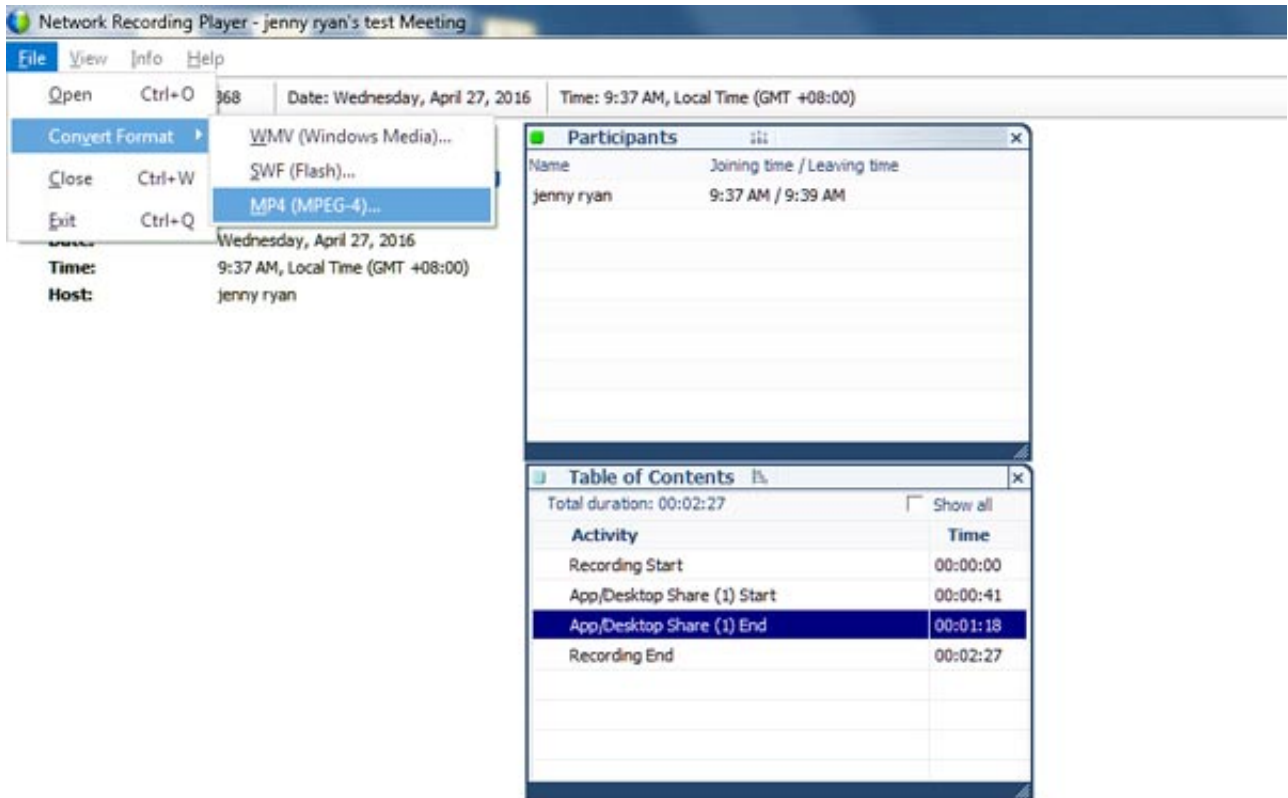 Network Recording Player - jenny ryan's test Meeting
File View Info Help
Open Ctrl+O
Convert Format
Close Ctrl+W
Exit Ctrl+Q
WMV (Windows Media)...
SWF (Flash)...
MP4 (MPEG-4)...
368 Date: Wednesday, April 27, 2016 Time: 9:37 AM, Local Time (GMT +08:00)
Date: Wednesday, April 27, 2016
Time: 9:37 AM, Local Time (GMT +08:00)
Host: jenny ryan
Participants
Name Joining time / Leaving time
jenny ryan 9:37 AM / 9:39 AM
Table of Contents
Total duration: 00:02:27 Show all
Activity Time
Recording Start 00:00:00
App/Desktop Share (1) Start 00:00:41
App/Desktop Share (1) End 00:01:18
Recording End 00:02:27